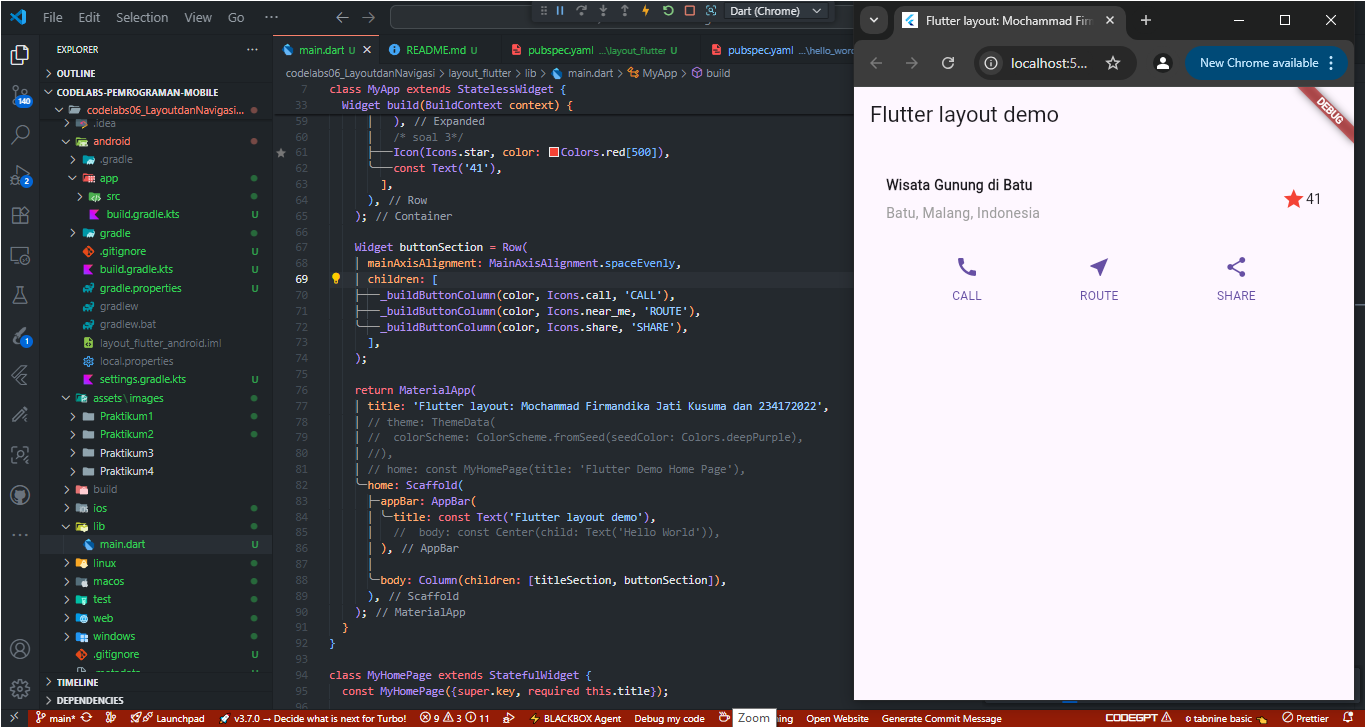 File Edit Selection View Go ···
Dart (Chrome)
EXPLORER
OUTLINE
CODELABS-PEMROGRAMAN-MOBILE
codelabs06_LayoutdanNavigasi...
.idea
android
.gradle
app
src
build.gradle.kts U
gradle
.gitignore U
build.gradle.kts U
gradle.properties U
gradlew
gradlew.bat
layout_flutter_android.iml
local.properties
settings.gradle.kts U
assets\images
Praktikum1
Praktikum2
Praktikum3
Praktikum4
build
ios
lib
main.dart U
linux
macos
test
web
windows
.gitignore U
.metadata
TIMELINE
DEPENDENCIES
140
2
1
main.dart U
README.md U
pubspec.yaml ...\layout_flutter U
pubspec.yaml ...\hello_word
codelabs06_LayoutdanNavigasi > layout_flutter > lib > main.dart > MyApp > build
7 class MyApp extends StatelessWidget {
33 Widget build(BuildContext context) {
59 ), // Expanded
60 /* soal 3*/
61 Icon(Icons.star, color: Colors.red[500]),
62 const Text('41'),
63 ],
64 ), // Row
65 ); // Container
66
67 Widget buttonSection = Row(
68 mainAxisAlignment: MainAxisAlignment.spaceEvenly,
69 children: [
70 _buildButtonColumn(color, Icons.call, 'CALL'),
71 _buildButtonColumn(color, Icons.near_me, 'ROUTE'),
72 _buildButtonColumn(color, Icons.share, 'SHARE'),
73 ],
74 );
75
76 return MaterialApp(
77 title: 'Flutter layout: Mochammad Firmandika Jati Kusuma dan 234172022',
78 // theme: ThemeData(
79 // colorScheme: ColorScheme.fromSeed(seedColor: Colors.deepPurple),
80 //),
81 // home: const MyHomePage(title: 'Flutter Demo Home Page'),
82 home: Scaffold(
83 appBar: AppBar(
84 title: const Text('Flutter layout demo'),
85 // body: const Center(child: Text('Hello World')),
86 ), // AppBar
87
88 body: Column(children: [titleSection, buttonSection]),
89 ), // Scaffold
90 ); // MaterialApp
91 }
92 }
93
94 class MyHomePage extends StatefulWidget {
95 const MyHomePage({super.key, required this.title});
96
Flutter layout: Mochammad Firm
localhost:5...
New Chrome available
Flutter layout demo
DEBUG
Wisata Gunung di Batu
Batu, Malang, Indonesia
41
CALL ROUTE SHARE
main* Launchpad v3.7.0 → Decide what is next for Turbo! 9 3 11 BLACKBOX Agent Debug my code Open Website Generate Commit Message CODEGPT tabnine basic Prettier
Zoom